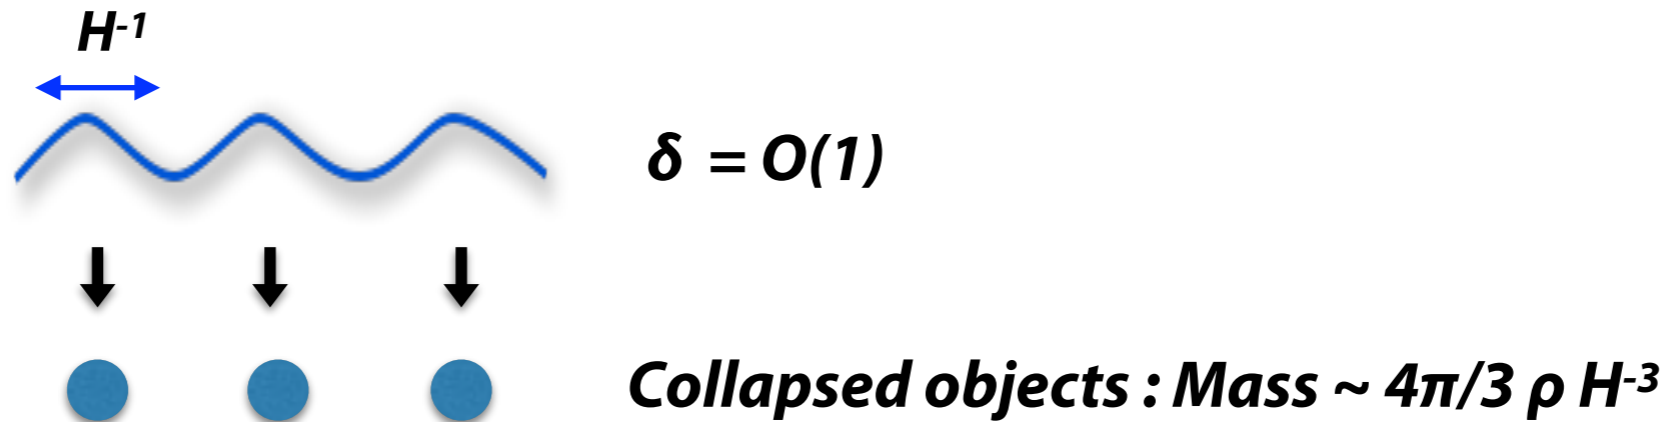 H⁻¹
δ = O(1)
Collapsed objects : Mass ~ 4π/3 ρ H⁻³